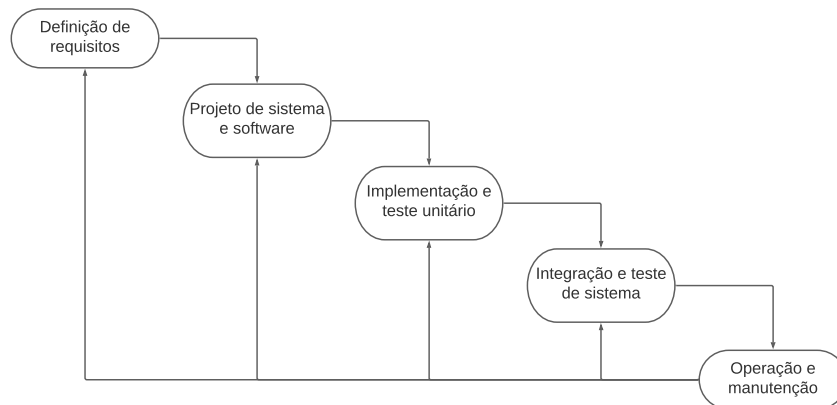 Definição de
requisitos
Projeto de sistema
e software
Implementação e
teste unitário
Integração e teste
de sistema
Operação e
manutenção